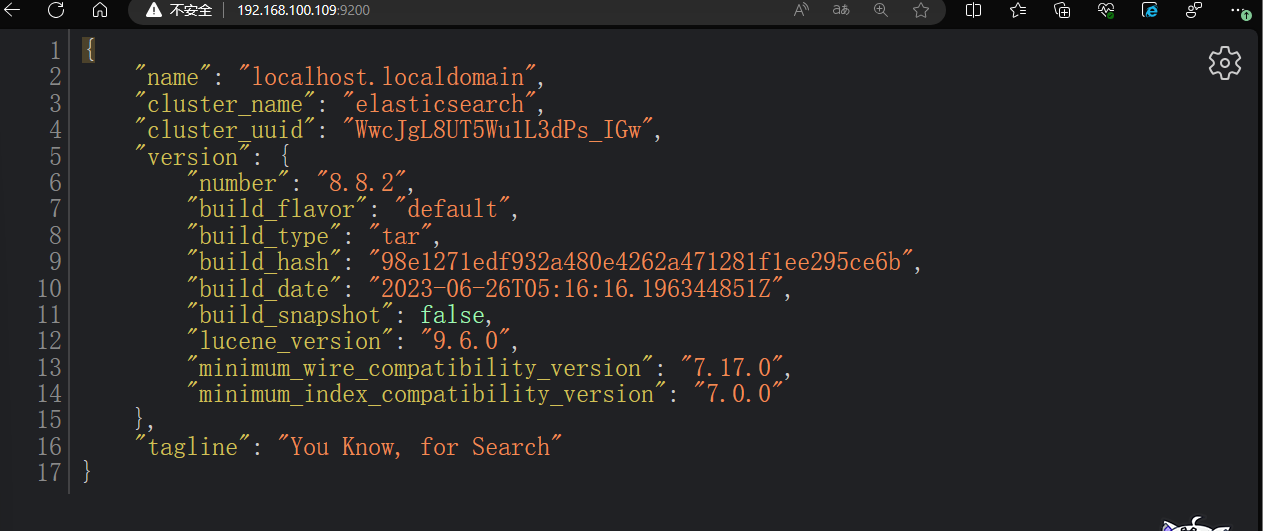 不安全 192.168.100.109:9200
1 {
2 "name": "localhost.localdomain",
3 "cluster_name": "elasticsearch",
4 "cluster_uuid": "WwcJgL8UT5Wu1L3dPs_IGw",
5 "version": {
6 "number": "8.8.2",
7 "build_flavor": "default",
8 "build_type": "tar",
9 "build_hash": "98e1271edf932a480e4262a471281f1ee295ce6b",
10 "build_date": "2023-06-26T05:16:16.196344851Z",
11 "build_snapshot": false,
12 "lucene_version": "9.6.0",
13 "minimum_wire_compatibility_version": "7.17.0",
14 "minimum_index_compatibility_version": "7.0.0"
15 },
16 "tagline": "You Know, for Search"
17 }